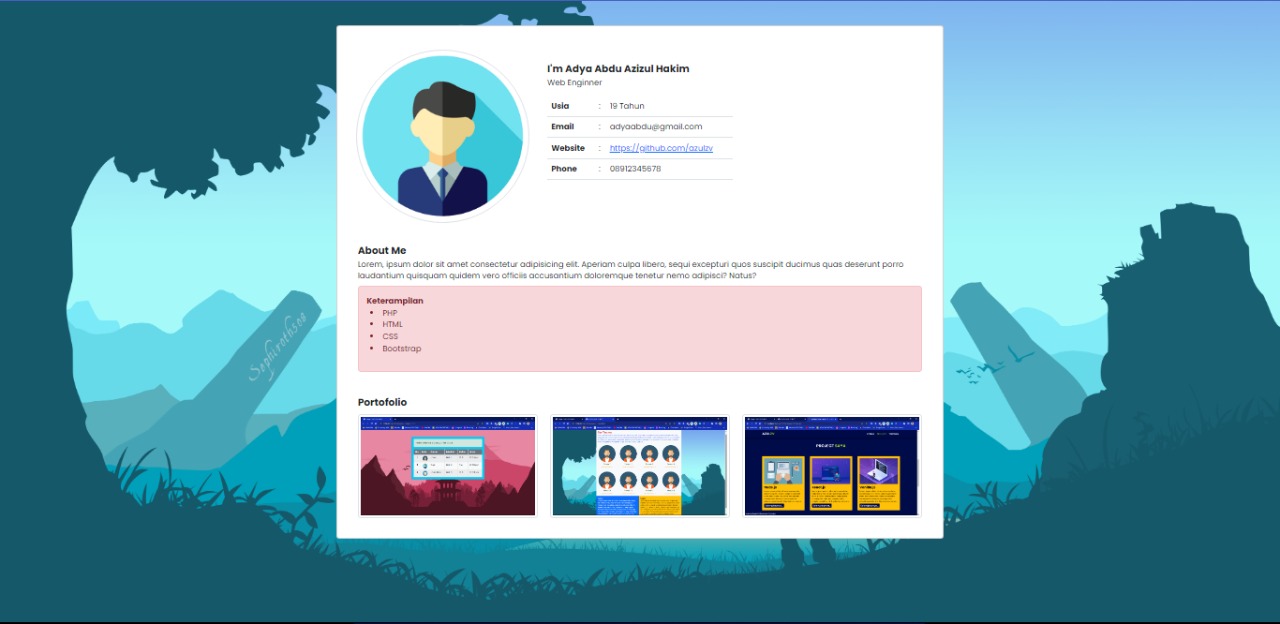 I'm Adya Abdu Azizul Hakim
Web Enginner
Usia : 19 Tahun
Email : adyaabdu@gmail.com
Website : https://github.com/azulzv
Phone : 08912345678
About Me
Lorem, ipsum dolor sit amet consectetur adipisicing elit. Aperiam culpa libero, sequi excepturi quos suscipit ducimus quas deserunt porro
laudantium quisquam quidem vero officiis accusantium doloremque tenetur nemo adipisci? Natus?
Keterampilan
• PHP
• HTML
• CSS
• Bootstrap
Portofolio
PROJECT SAYA